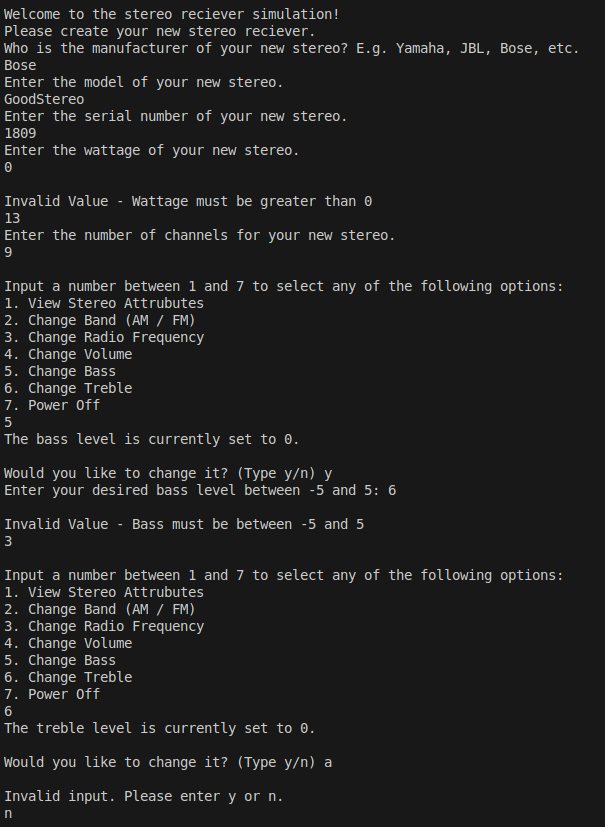 Welcome to the stereo reciever simulation!
Please create your new stereo reciever.
Who is the manufacturer of your new stereo? E.g. Yamaha, JBL, Bose, etc.
Bose
Enter the model of your new stereo.
GoodStereo
Enter the serial number of your new stereo.
1809
Enter the wattage of your new stereo.
0
Invalid Value - Wattage must be greater than 0
13
Enter the number of channels for your new stereo.
9
Input a number between 1 and 7 to select any of the following options:
1. View Stereo Attrubutes
2. Change Band (AM / FM)
3. Change Radio Frequency
4. Change Volume
5. Change Bass
6. Change Treble
7. Power Off
5
The bass level is currently set to 0.
Would you like to change it? (Type y/n) y
Enter your desired bass level between -5 and 5: 6
Invalid Value - Bass must be between -5 and 5
3
Input a number between 1 and 7 to select any of the following options:
1. View Stereo Attrubutes
2. Change Band (AM / FM)
3. Change Radio Frequency
4. Change Volume
5. Change Bass
6. Change Treble
7. Power Off
6
The treble level is currently set to 0.
Would you like to change it? (Type y/n) a
Invalid input. Please enter y or n.
n